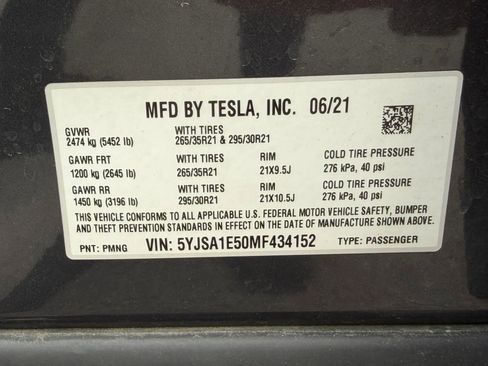 MFD BY TESLA, INC. 06/21
GVWR WITH TIRES
2474 kg (5452 lb) 265/35R21 & 295/30R21
GAWR FRT WITH TIRES RIM COLD TIRE PRESSURE
1200 kg (2645 lb) 265/35R21 21X9.5J 276 kPa, 40 psi
GAWR RR WITH TIRES RIM COLD TIRE PRESSURE
1450 kg (3196 lb) 295/30R21 21X10.5J 276 kPa, 40 psi
THIS VEHICLE CONFORMS TO ALL APPLICABLE U.S. FEDERAL MOTOR VEHICLE SAFETY, BUMPER
AND THEFT PREVENTION STANDARDS IN EFFECT ON THE DATE OF MANUFACTURE SHOWN ABOVE.
PNT: PMNG VIN: 5YJSA1E50MF434152 TYPE: PASSENGER